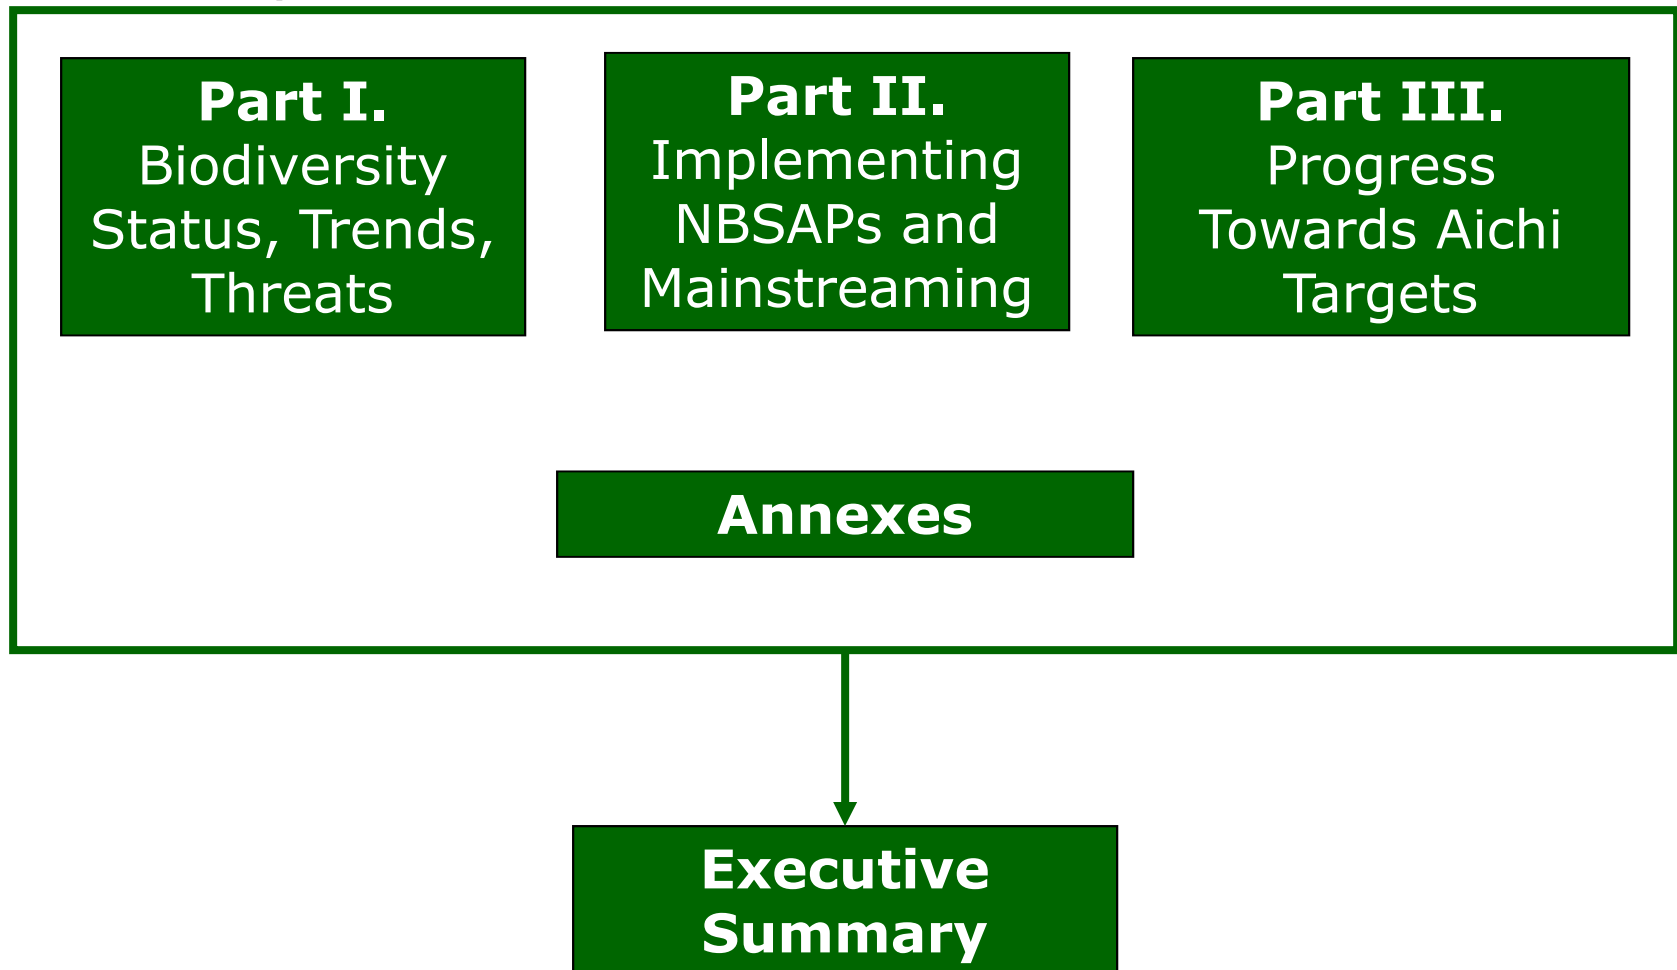 Part I.
Biodiversity
Status, Trends,
Threats
Part II.
Implementing
NBSAPs and
Mainstreaming
Part III.
Progress
Towards Aichi
Targets
Annexes
Executive
Summary